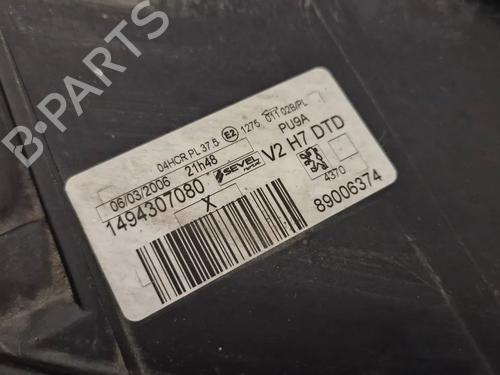 B-PARTS
04HCR PL 37.5 E2 1275 011 02B/PL
06/03/2006 21h48 SEVEL PU9A
1494307080 V2 H7 DTD
X
4370
89006374